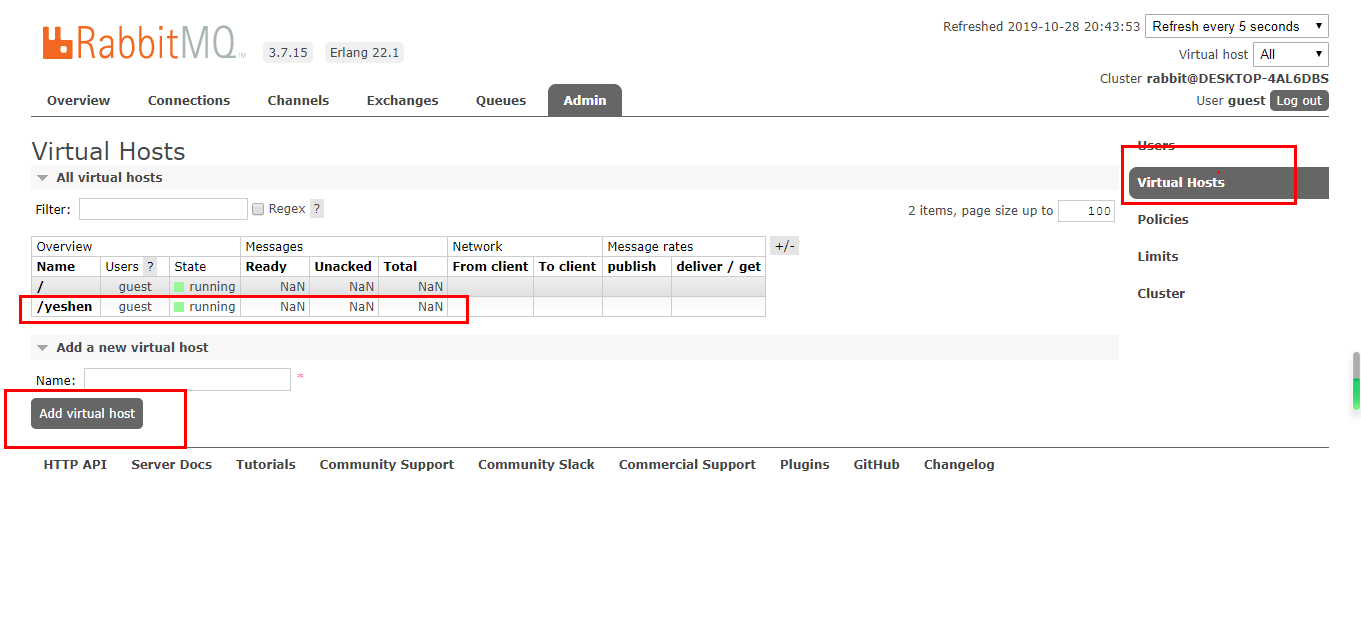 RabbitMQ TM 3.7.15 Erlang 22.1
Refreshed 2019-10-28 20:43:53 Refresh every 5 seconds
Virtual host All
Cluster rabbit@DESKTOP-4AL6DBS
User guest Log out
Overview Connections Channels Exchanges Queues Admin
Virtual Hosts
All virtual hosts
Filter: Regex ? 2 items, page size up to 100
Overview Messages Network Message rates +/-
Name Users ? State Ready Unacked Total From client To client publish deliver / get
/ guest running NaN NaN NaN
/yeshen guest running NaN NaN NaN
Add a new virtual host
Name: *
Add virtual host
Users
Virtual Hosts
Policies
Limits
Cluster
HTTP API Server Docs Tutorials Community Support Community Slack Commercial Support Plugins GitHub Changelog